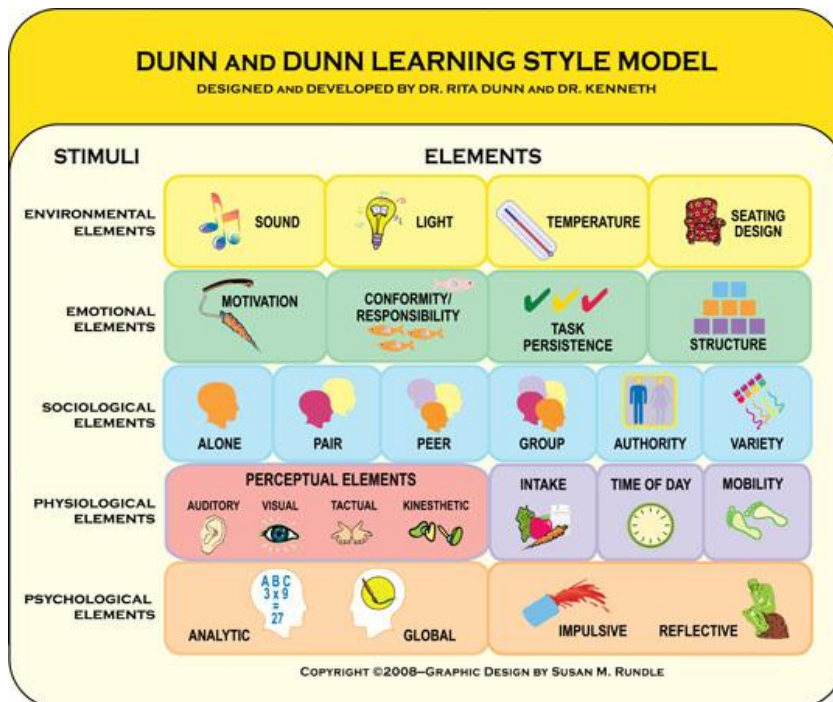 DUNN AND DUNN LEARNING STYLE MODEL
DESIGNED AND DEVELOPED BY DR. RITA DUNN AND DR. KENNETH
STIMULI
ELEMENTS
ENVIRONMENTAL
ELEMENTS
SOUND
LIGHT
TEMPERATURE
SEATING
DESIGN
EMOTIONAL
ELEMENTS
MOTIVATION
CONFORMITY/
RESPONSIBILITY
TASK
PERSISTENCE
STRUCTURE
SOCIOLOGICAL
ELEMENTS
ALONE
PAIR
PEER
GROUP
AUTHORITY
VARIETY
PHYSIOLOGICAL
ELEMENTS
PERCEPTUAL ELEMENTS
AUDITORY
VISUAL
TACTUAL
KINESTHETIC
INTAKE
TIME OF DAY
MOBILITY
PSYCHOLOGICAL
ELEMENTS
A B C
3 x 9
=
27
ANALYTIC
GLOBAL
IMPULSIVE
REFLECTIVE
COPYRIGHT ©2008–GRAPHIC DESIGN BY SUSAN M. RUNDLE